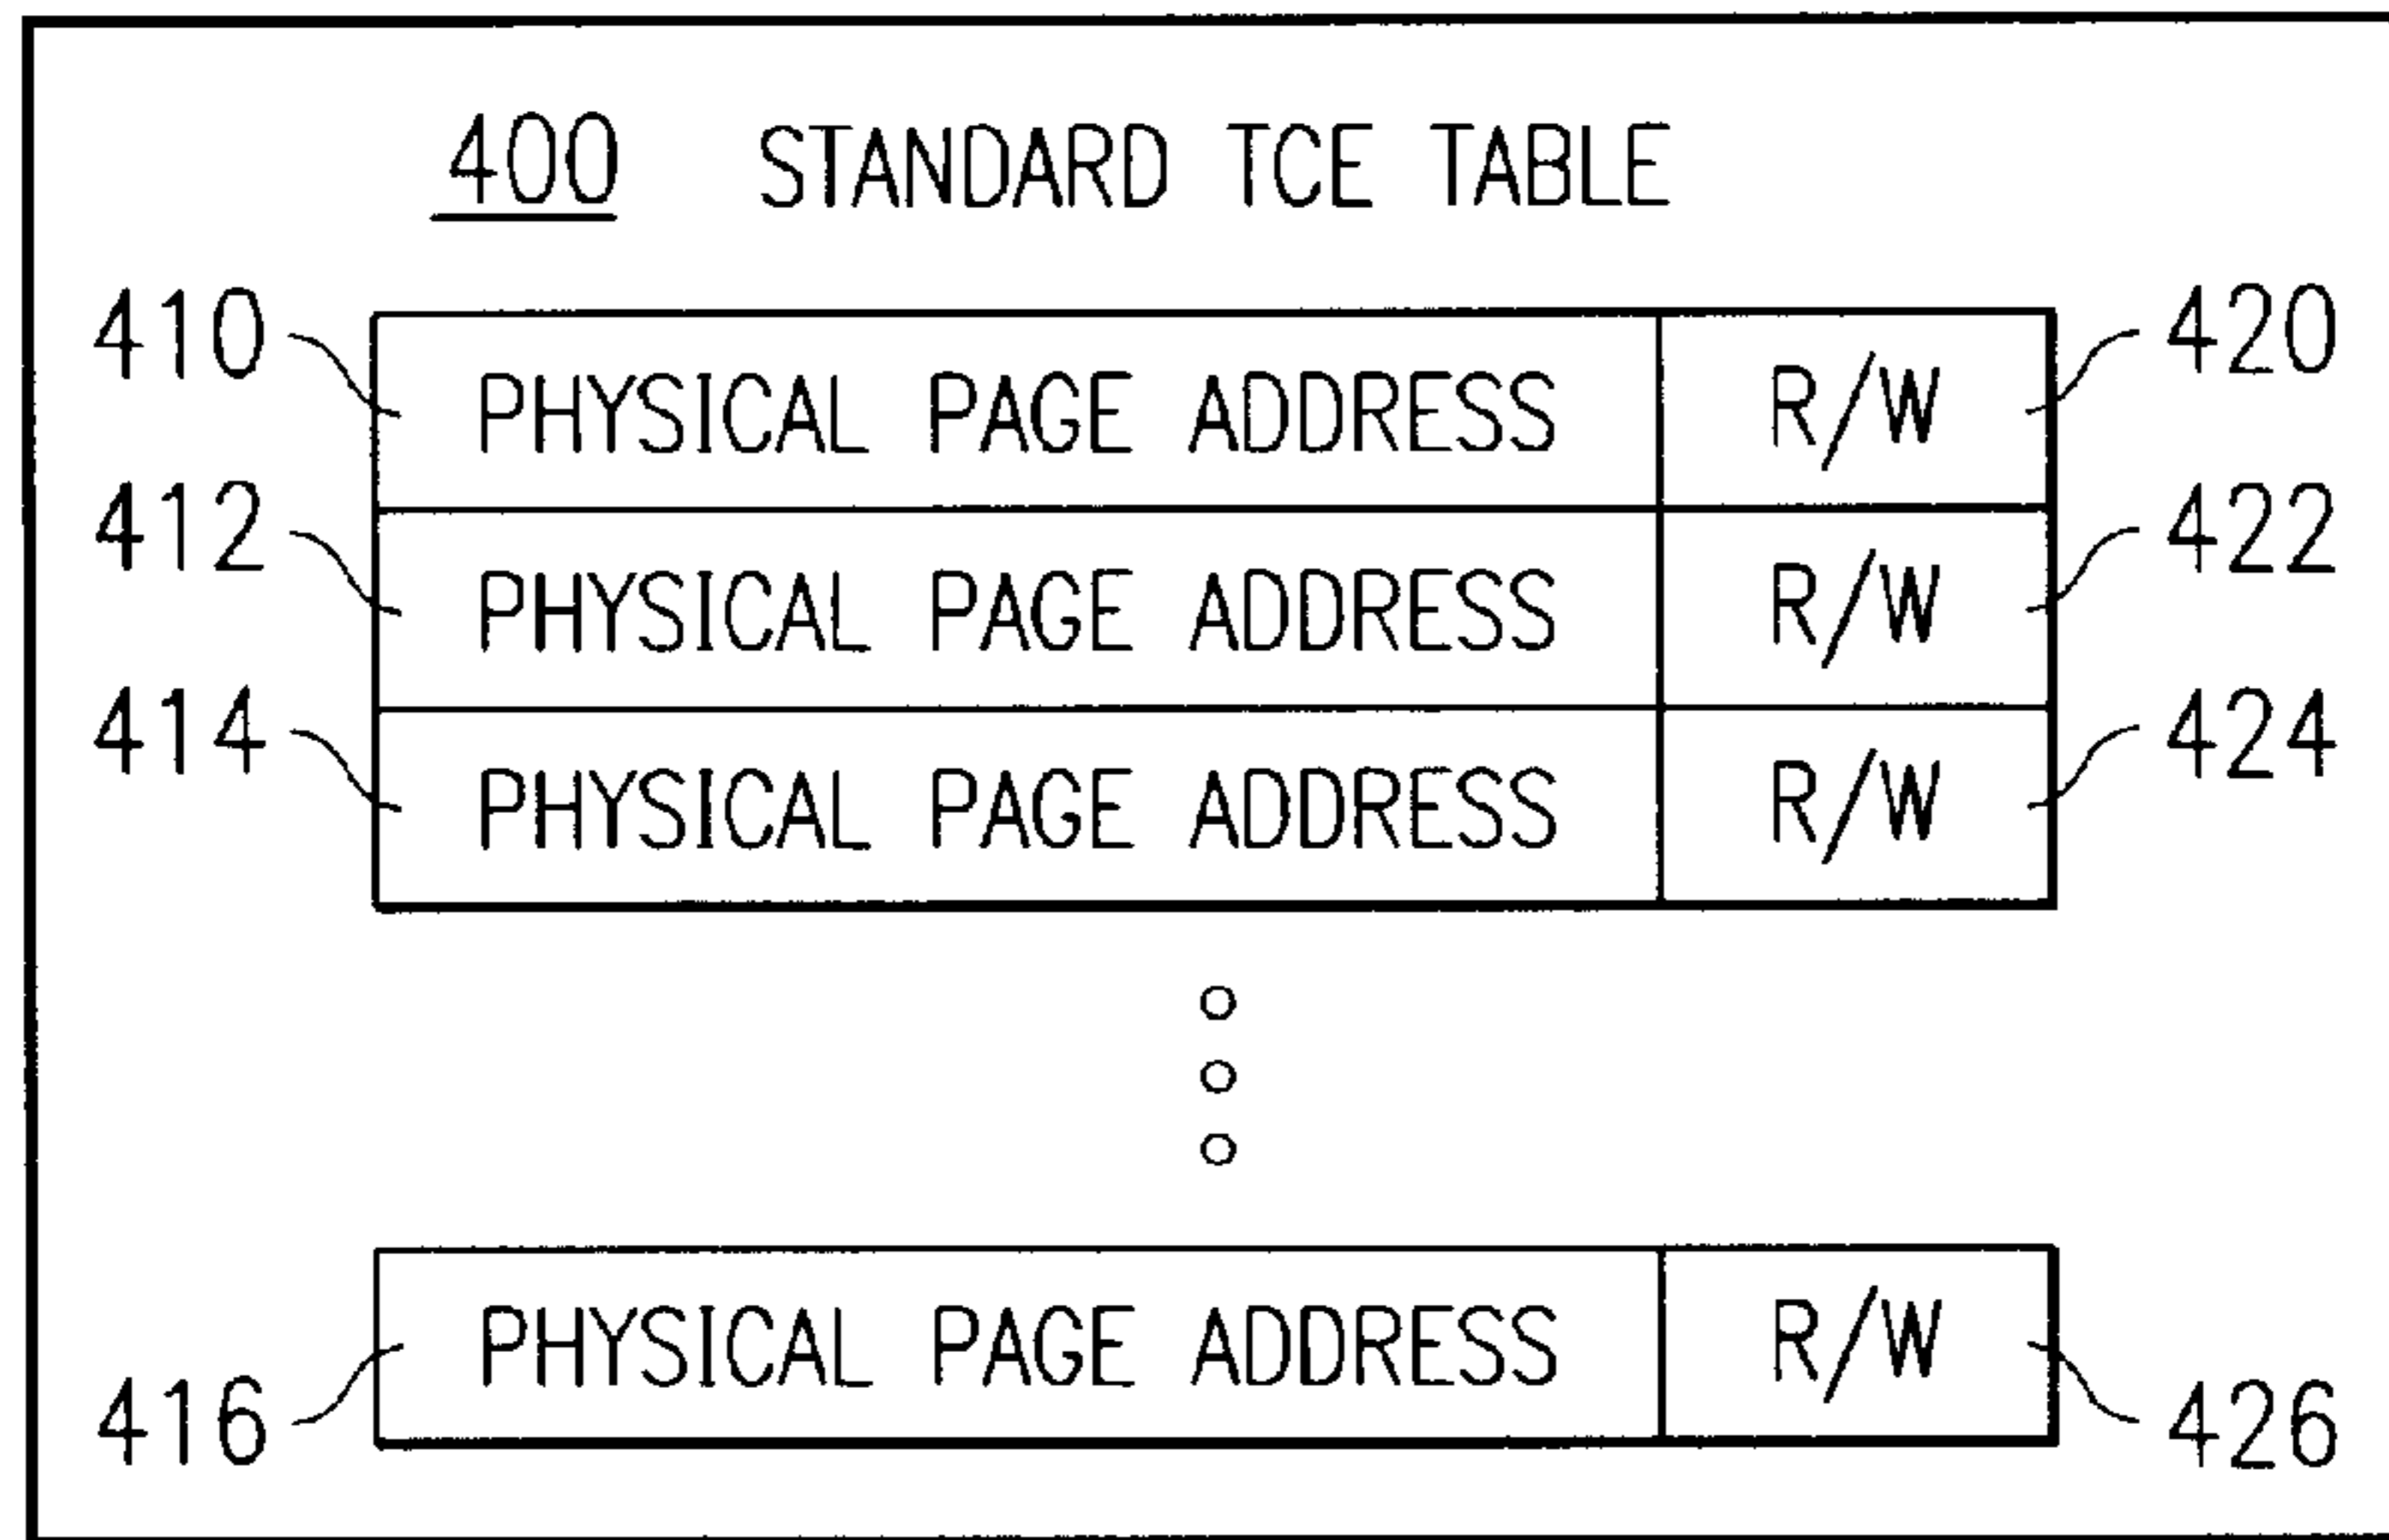 400 STANDARD TCE TABLE
410 PHYSICAL PAGE ADDRESS R/W 420
412 PHYSICAL PAGE ADDRESS R/W 422
414 PHYSICAL PAGE ADDRESS R/W 424
416 PHYSICAL PAGE ADDRESS R/W 426